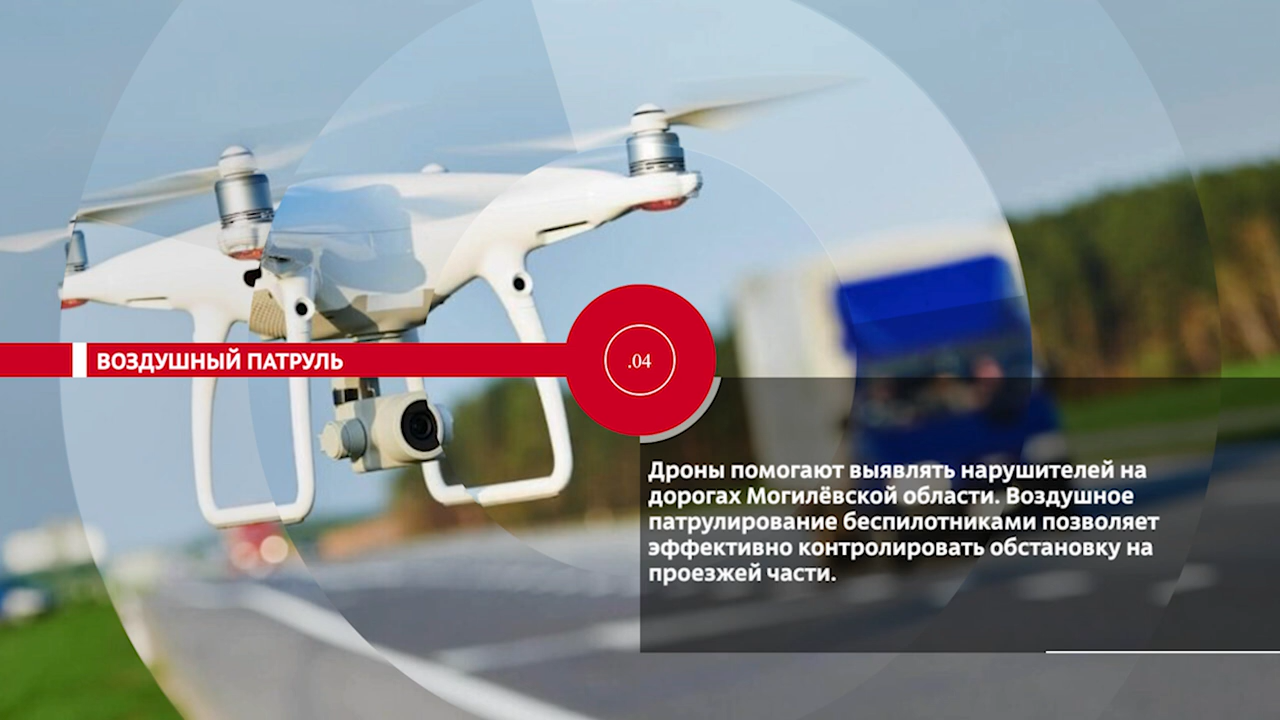 ВОЗДУШНЫЙ ПАТРУЛЬ
.04
Дроны помогают выявлять нарушителей на
дорогах Могилёвской области. Воздушное
патрулирование беспилотниками позволяет
эффективно контролировать обстановку на
проезжей части.